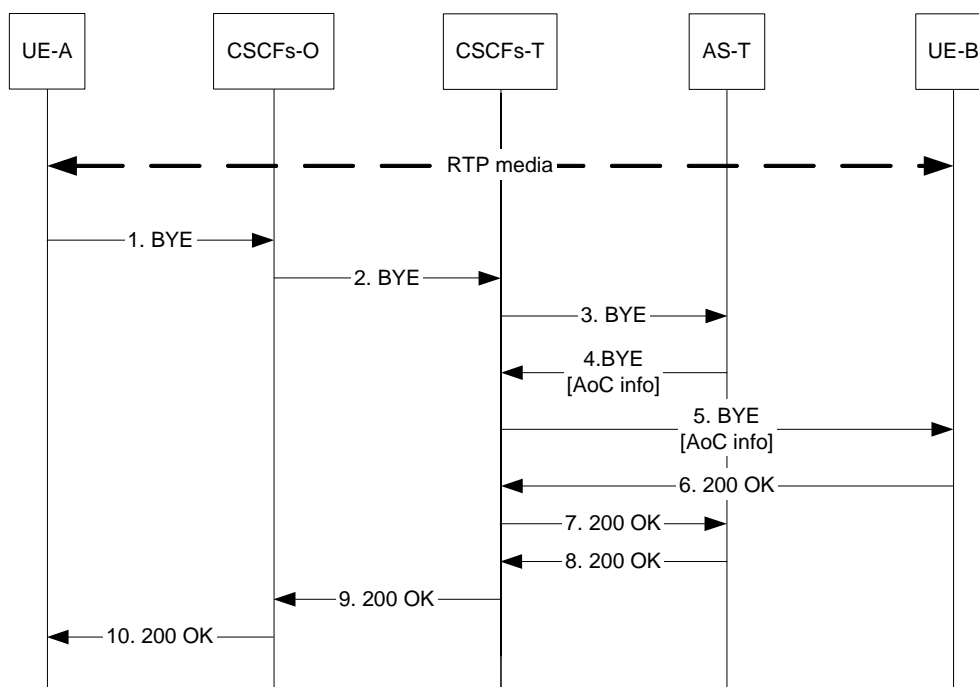 UE-A
CSCFs-O
CSCFs-T
AS-T
UE-B
RTP media
1. BYE
2. BYE
3. BYE
4.BYE
[AoC info]
5. BYE
[AoC info]
6. 200 OK
7. 200 OK
8. 200 OK
9. 200 OK
10. 200 OK